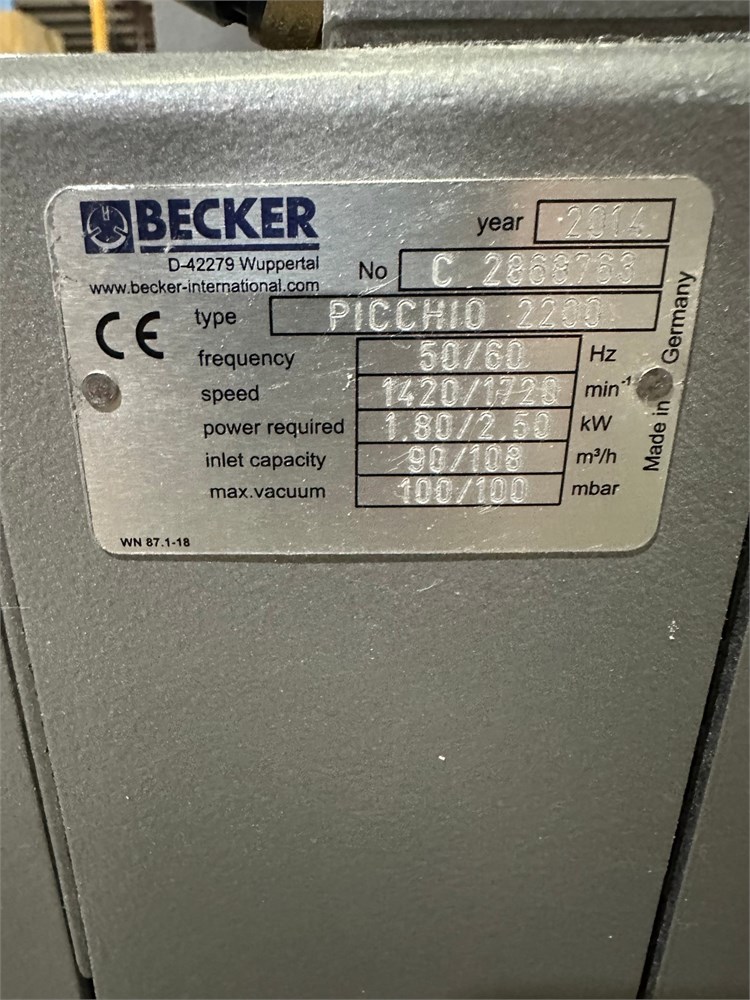 BECKER
D-42279 Wuppertal
www.becker-international.com
year 2014
No C 2868763
CE
type PICCHIO 2200
frequency 50/60 Hz
speed 1420/1720 min⁻¹
power required 1.80/2.50 kW
inlet capacity 90/108 m³/h
max.vacuum 100/100 mbar
Made in Germany
WN 87.1-18